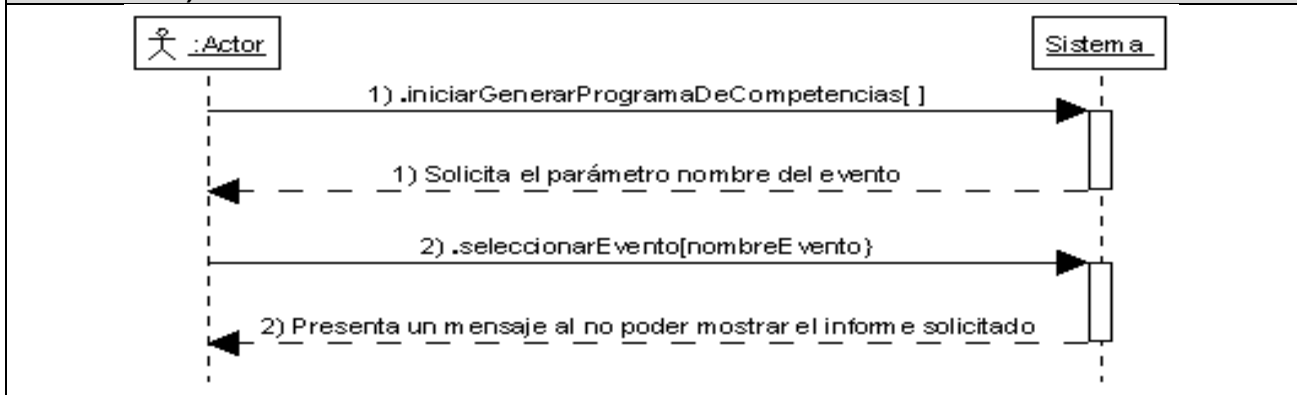 :Actor
Sistema
1) .iniciarGenerarProgramaDeCompetencias[ ]
1) Solicita el parámetro nombre del evento
2) .seleccionarEvento[nombreEvento}
2) Presenta un mensaje al no poder mostrar el informe solicitado